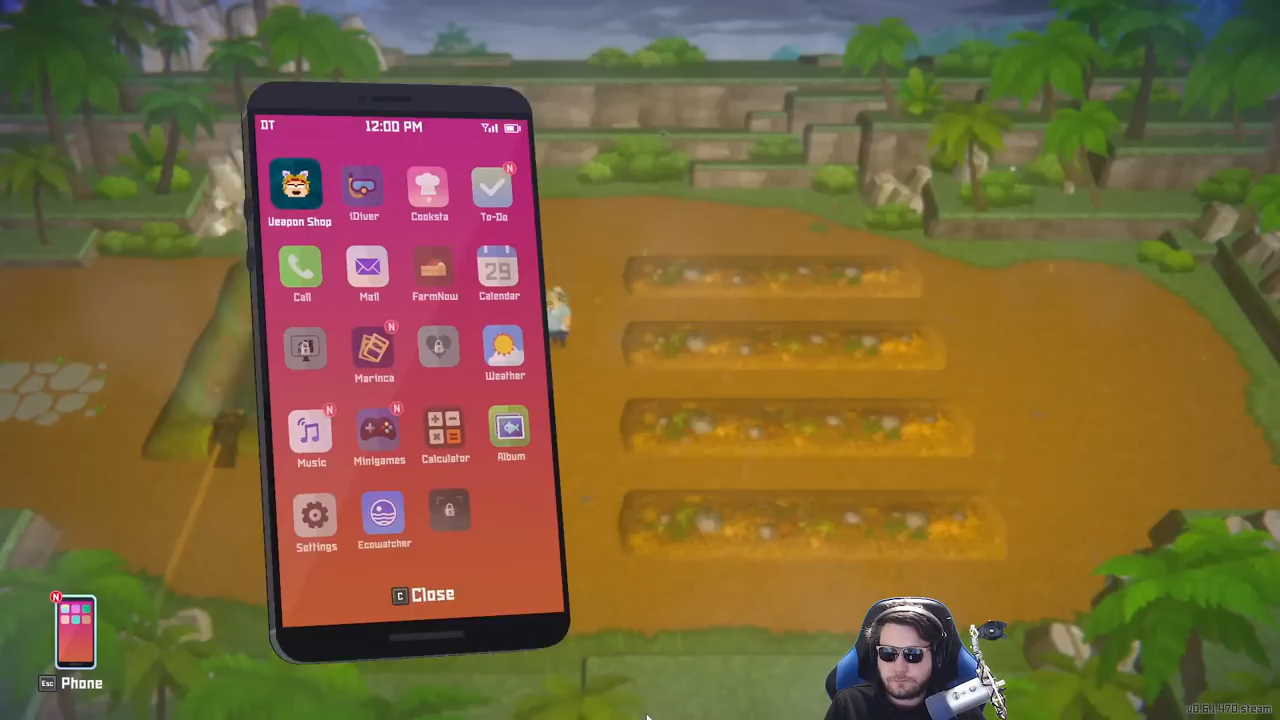 DT 12:00 PM
Weapon Shop iDiver Cooksta N To-Do
Call Mail FarmNow 29 Calendar
N Marinca Weather
N Music N Minigames Calculator Album
Settings Ecowatcher
C Close
N
Esc Phone
v0.6.1.470.steam